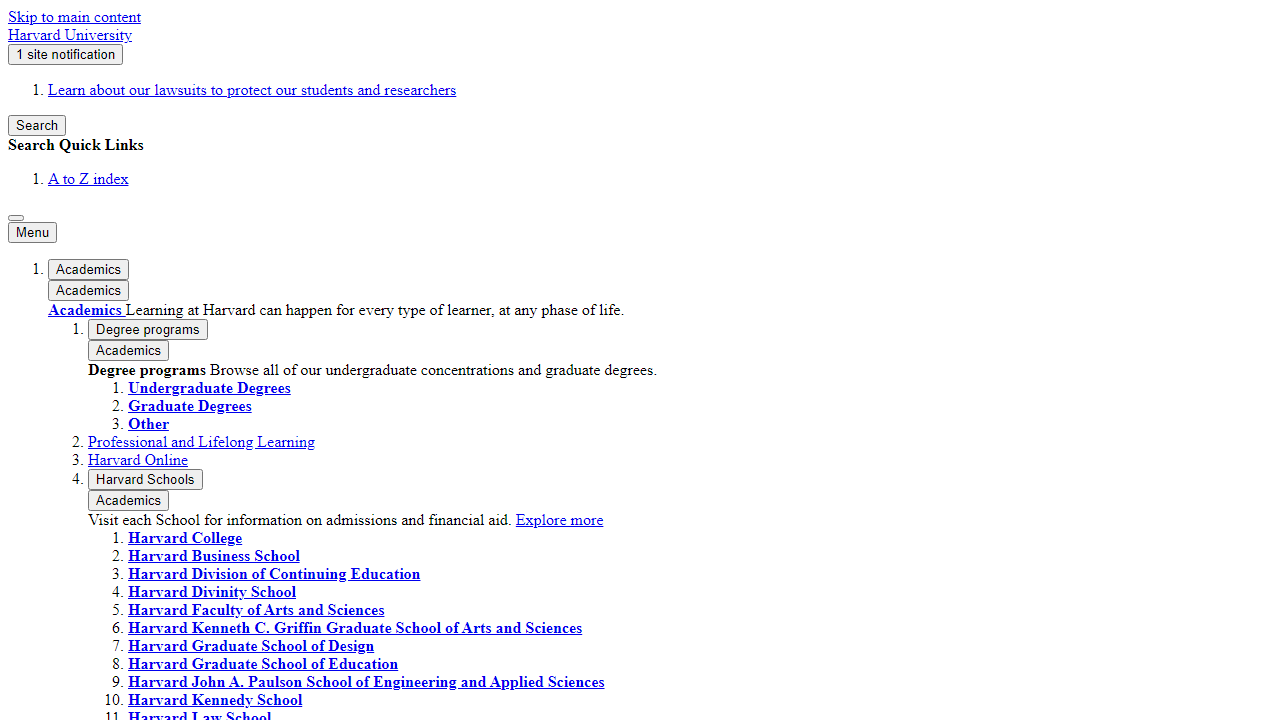 Skip to main content
Harvard University
1 site notification
1. Learn about our lawsuits to protect our students and researchers
Search
Search Quick Links
1. A to Z index
Menu
1. Academics
Academics
Academics Learning at Harvard can happen for every type of learner, at any phase of life.
1. Degree programs
Academics
Degree programs Browse all of our undergraduate concentrations and graduate degrees.
1. Undergraduate Degrees
2. Graduate Degrees
3. Other
2. Professional and Lifelong Learning
3. Harvard Online
4. Harvard Schools
Academics
Visit each School for information on admissions and financial aid. Explore more
1. Harvard College
2. Harvard Business School
3. Harvard Division of Continuing Education
4. Harvard Divinity School
5. Harvard Faculty of Arts and Sciences
6. Harvard Kenneth C. Griffin Graduate School of Arts and Sciences
7. Harvard Graduate School of Design
8. Harvard Graduate School of Education
9. Harvard John A. Paulson School of Engineering and Applied Sciences
10. Harvard Kennedy School
11. Harvard Law School